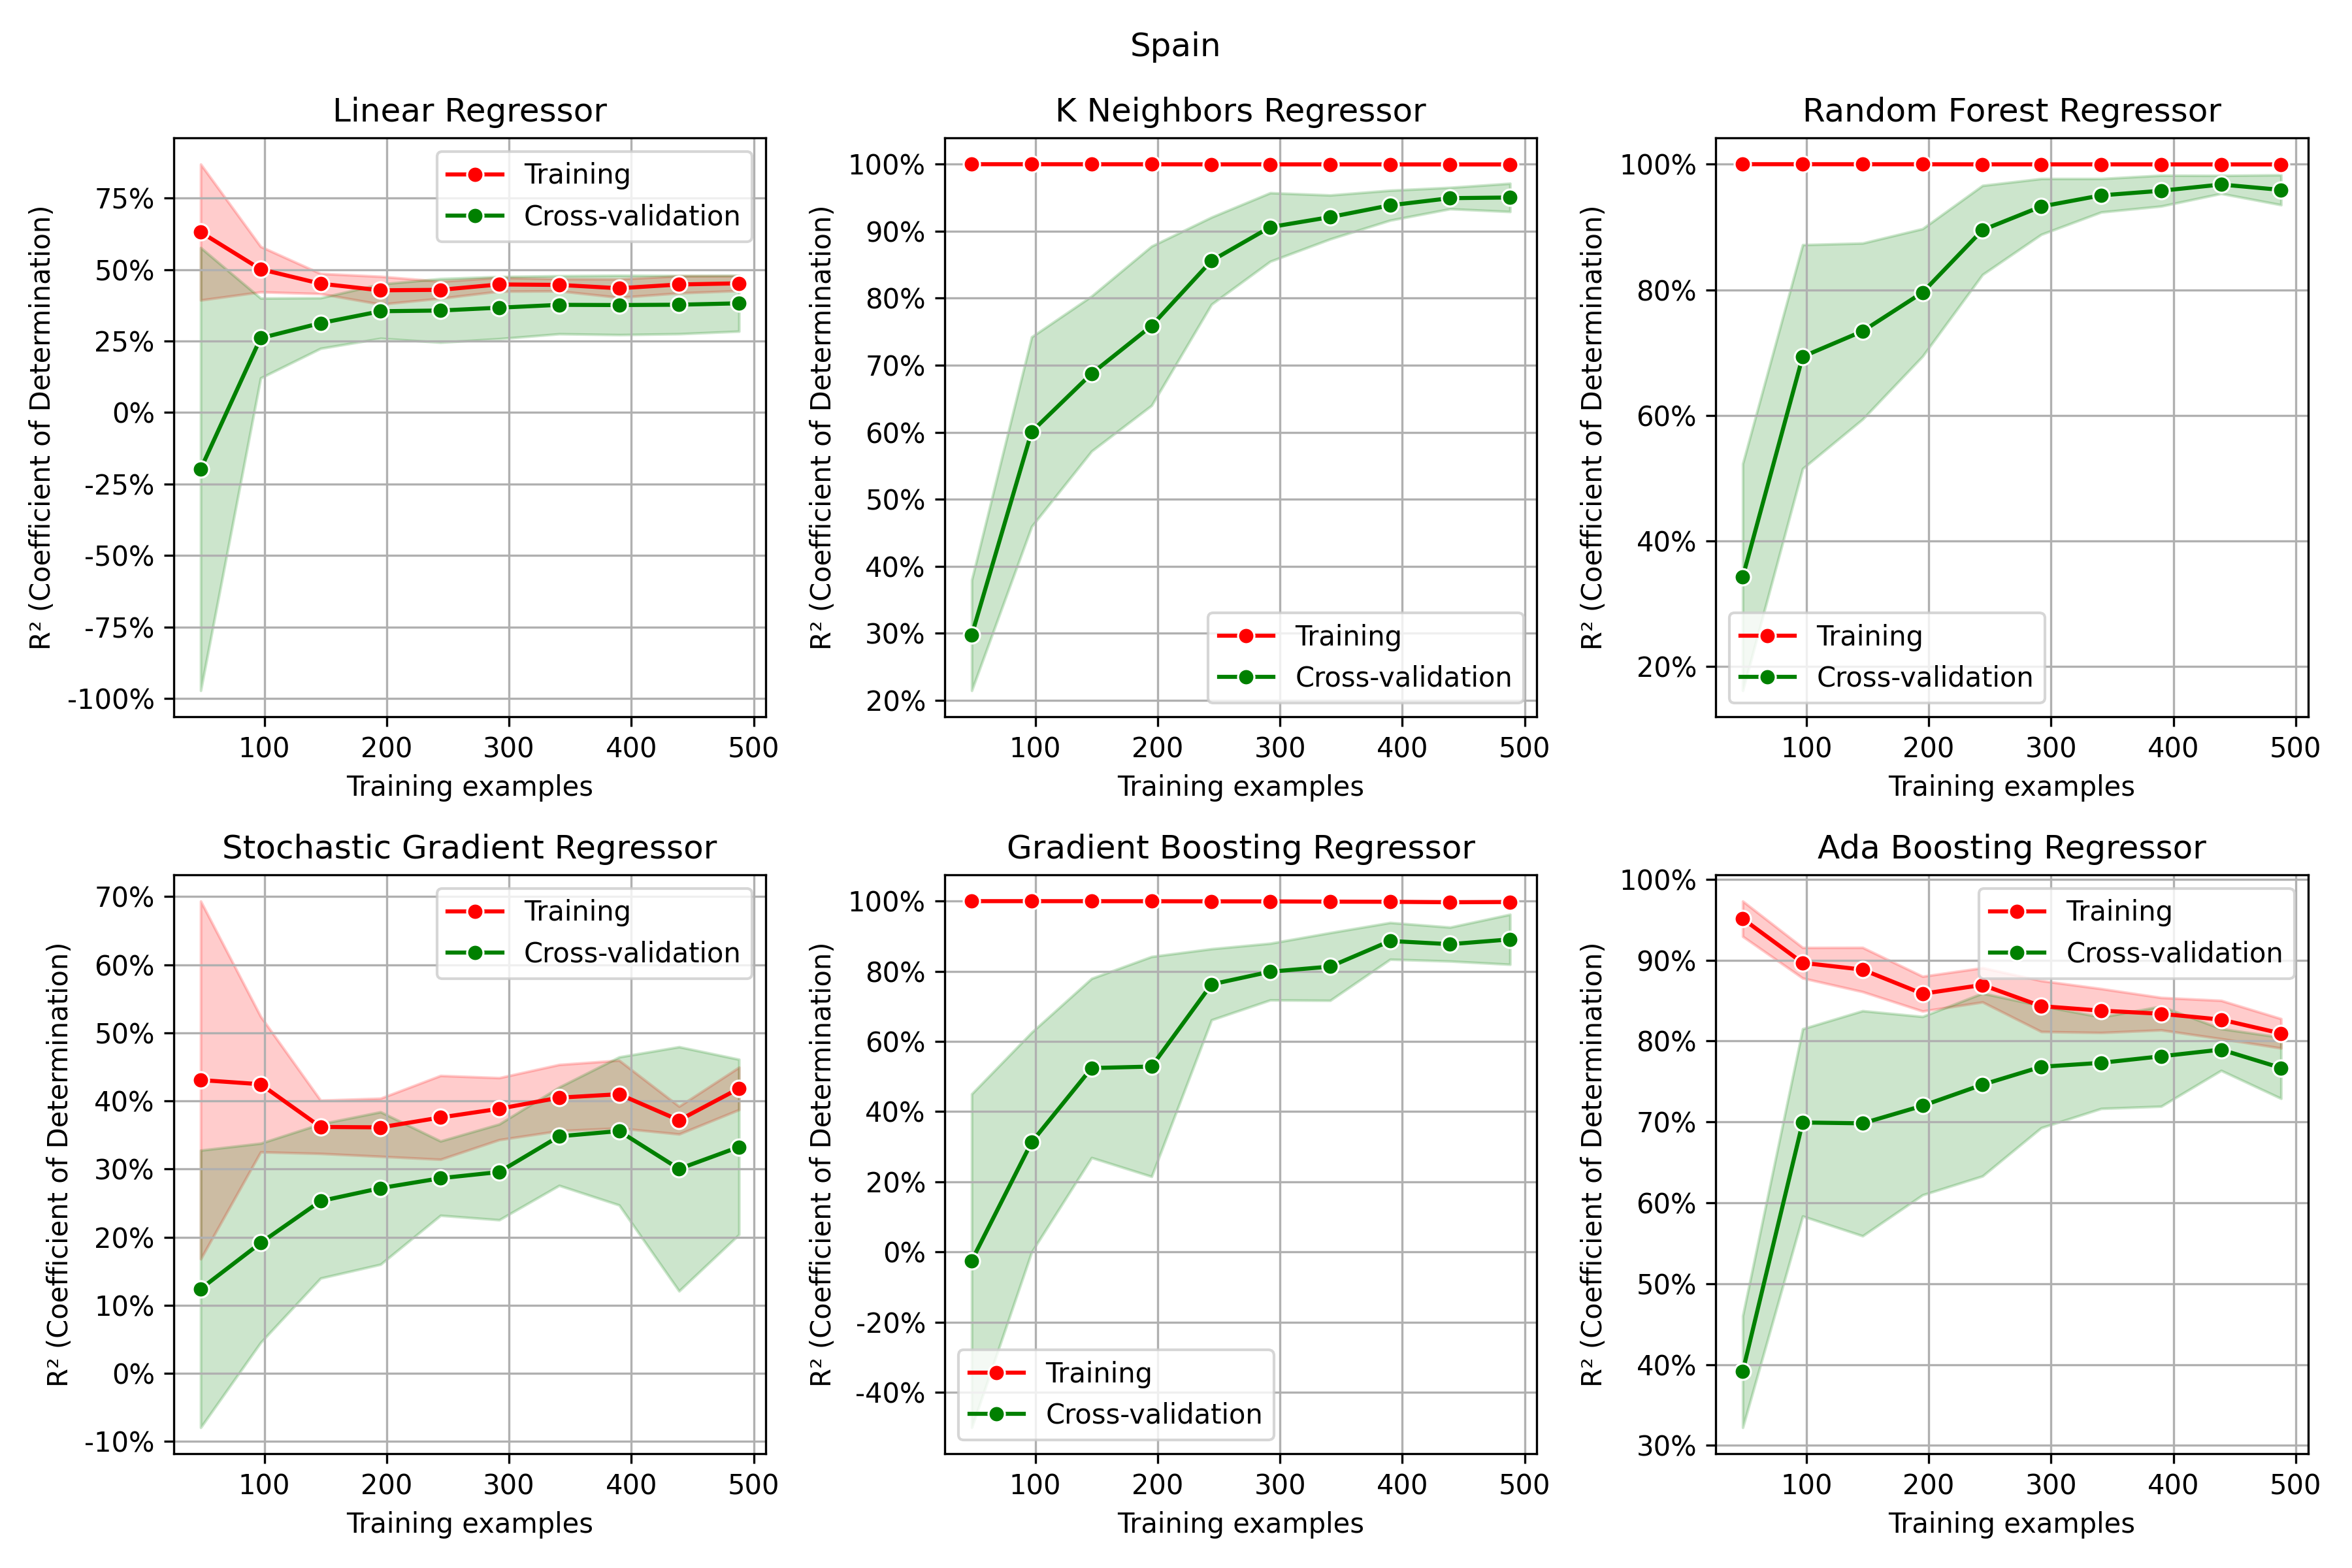 Spain
Linear Regressor
R² (Coefficient of Determination)
75%
50%
25%
0%
-25%
-50%
-75%
-100%
Training
Cross-validation
100 200 300 400 500
Training examples
K Neighbors Regressor
R² (Coefficient of Determination)
100%
90%
80%
70%
60%
50%
40%
30%
20%
Training
Cross-validation
100 200 300 400 500
Training examples
Random Forest Regressor
R² (Coefficient of Determination)
100%
80%
60%
40%
20%
Training
Cross-validation
100 200 300 400 500
Training examples
Stochastic Gradient Regressor
R² (Coefficient of Determination)
70%
60%
50%
40%
30%
20%
10%
0%
-10%
Training
Cross-validation
100 200 300 400 500
Training examples
Gradient Boosting Regressor
R² (Coefficient of Determination)
100%
80%
60%
40%
20%
0%
-20%
-40%
Training
Cross-validation
100 200 300 400 500
Training examples
Ada Boosting Regressor
R² (Coefficient of Determination)
100%
90%
80%
70%
60%
50%
40%
30%
Training
Cross-validation
100 200 300 400 500
Training examples